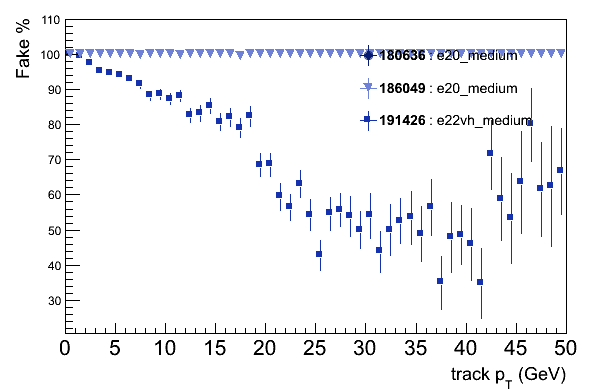 Fake %
110
100
90
80
70
60
50
40
30
180636 : e20_medium
186049 : e20_medium
191426 : e22vh_medium
0 5 10 15 20 25 30 35 40 45 50
track pT (GeV)